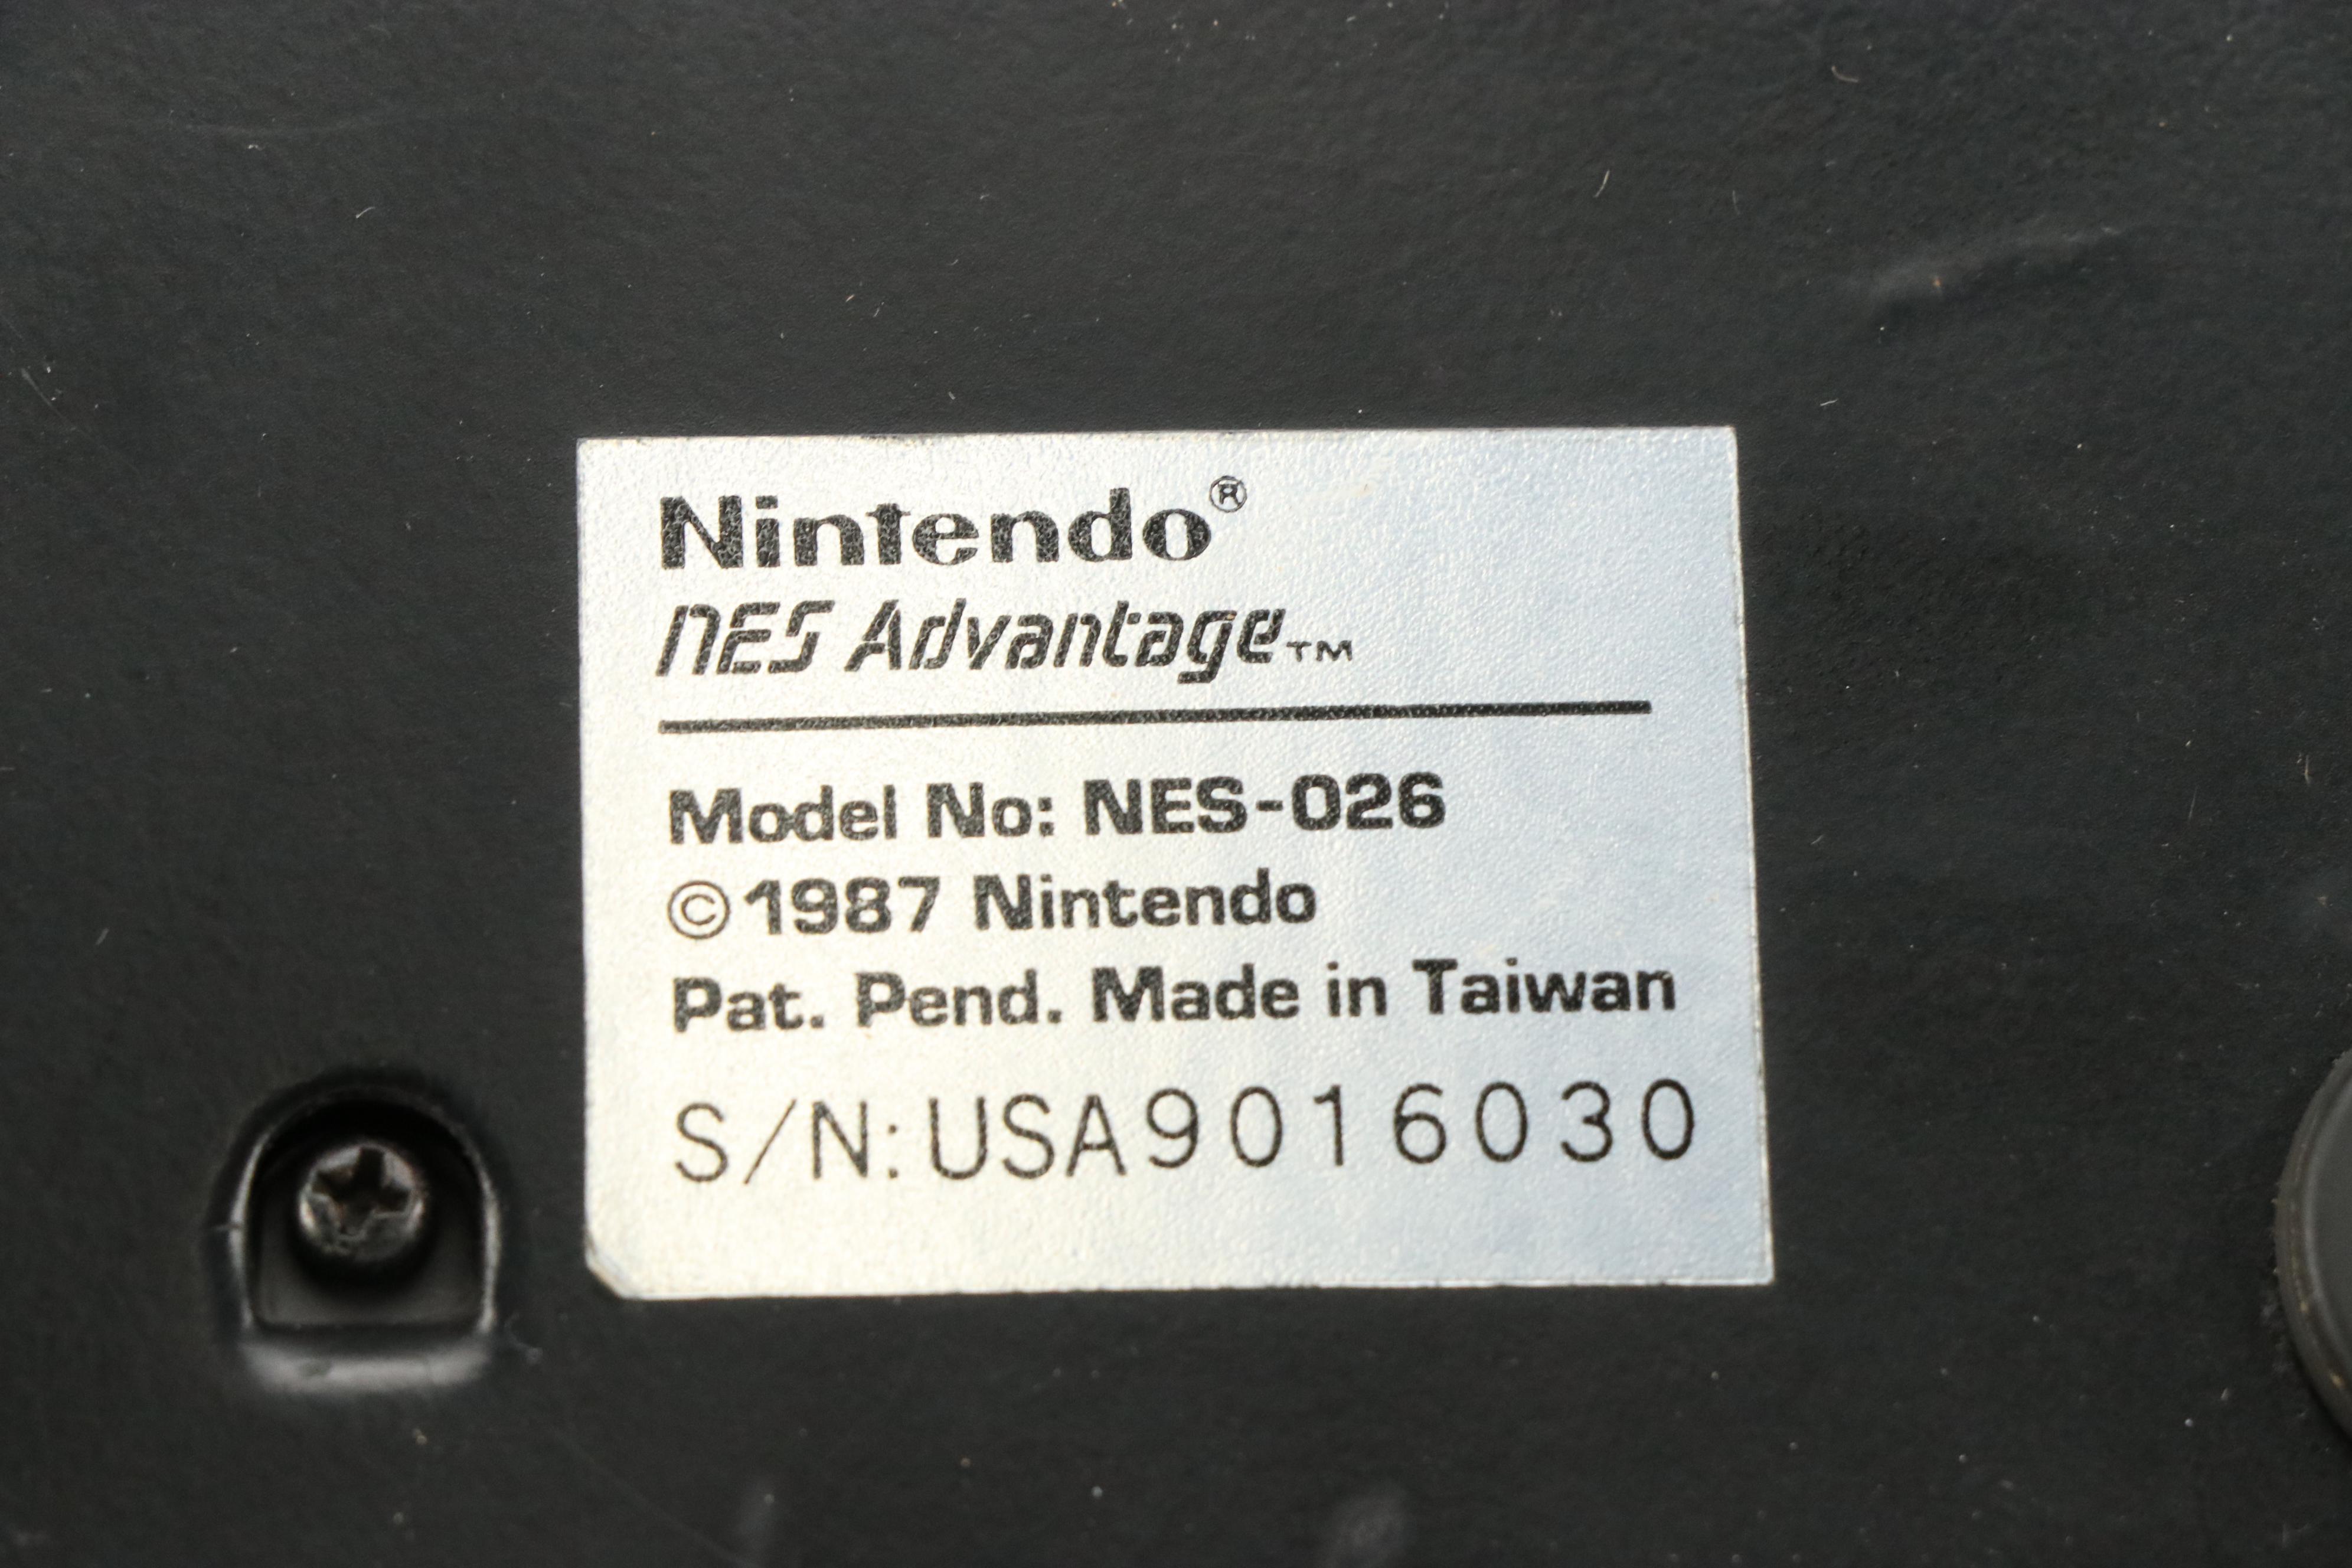 Nintendo®
NES Advantage™
Model No: NES-026
©1987 Nintendo
Pat. Pend. Made in Taiwan
S/N:USA9016030